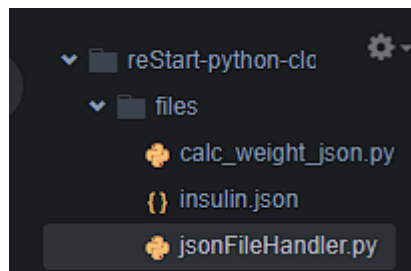 reStart-python-clo
files
calc_weight_json.py
{} insulin.json
jsonFileHandler.py